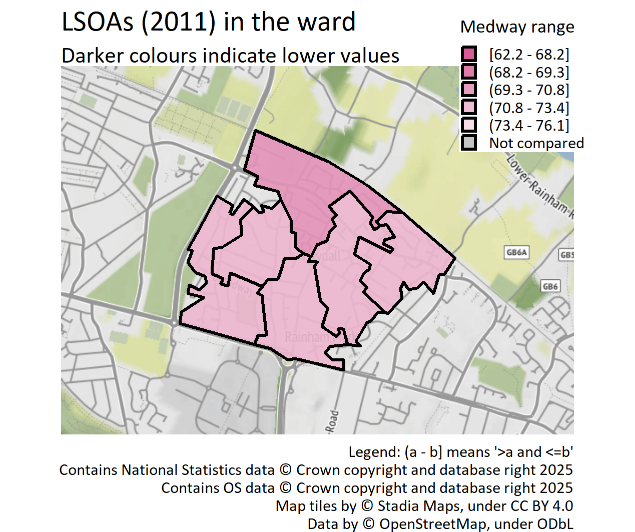 LSOAs (2011) in the ward
Darker colours indicate lower values
Medway range
[62.2 - 68.2]
(68.2 - 69.3]
(69.3 - 70.8]
(70.8 - 73.4]
(73.4 - 76.1]
Not compared
Lower-Rainham-R
GB6A
GBS
GB6
Rainham
-Road
Legend: (a - b] means '>a and <=b'
Contains National Statistics data © Crown copyright and database right 2025
Contains OS data © Crown copyright and database right 2025
Map tiles by © Stadia Maps, under CC BY 4.0
Data by © OpenStreetMap, under ODbL